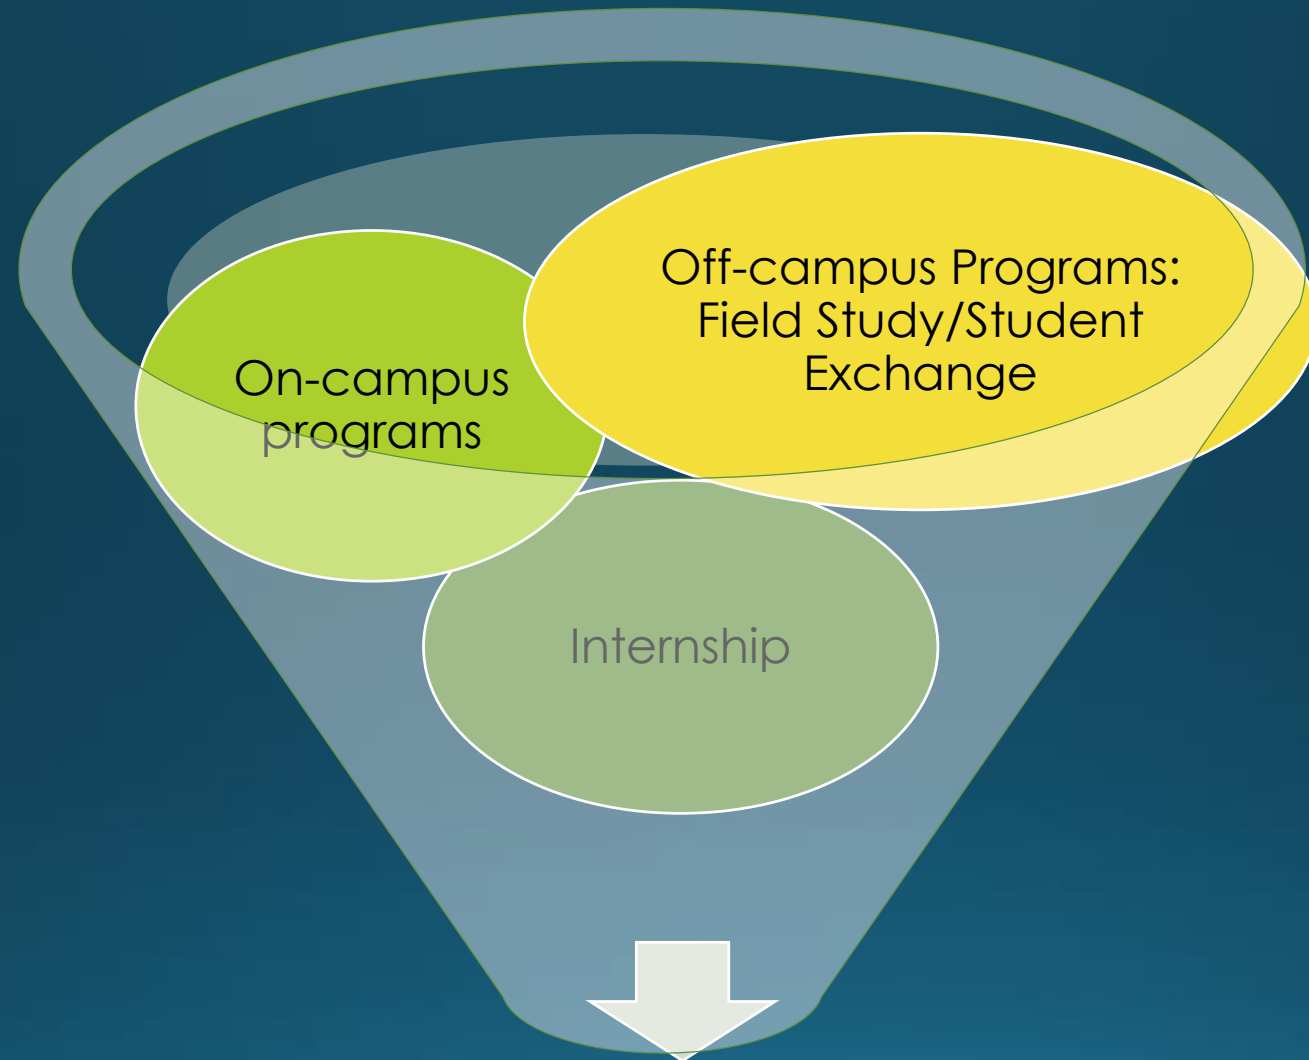 Off-campus Programs:
Field Study/Student
Exchange
On-campus
programs
Internship